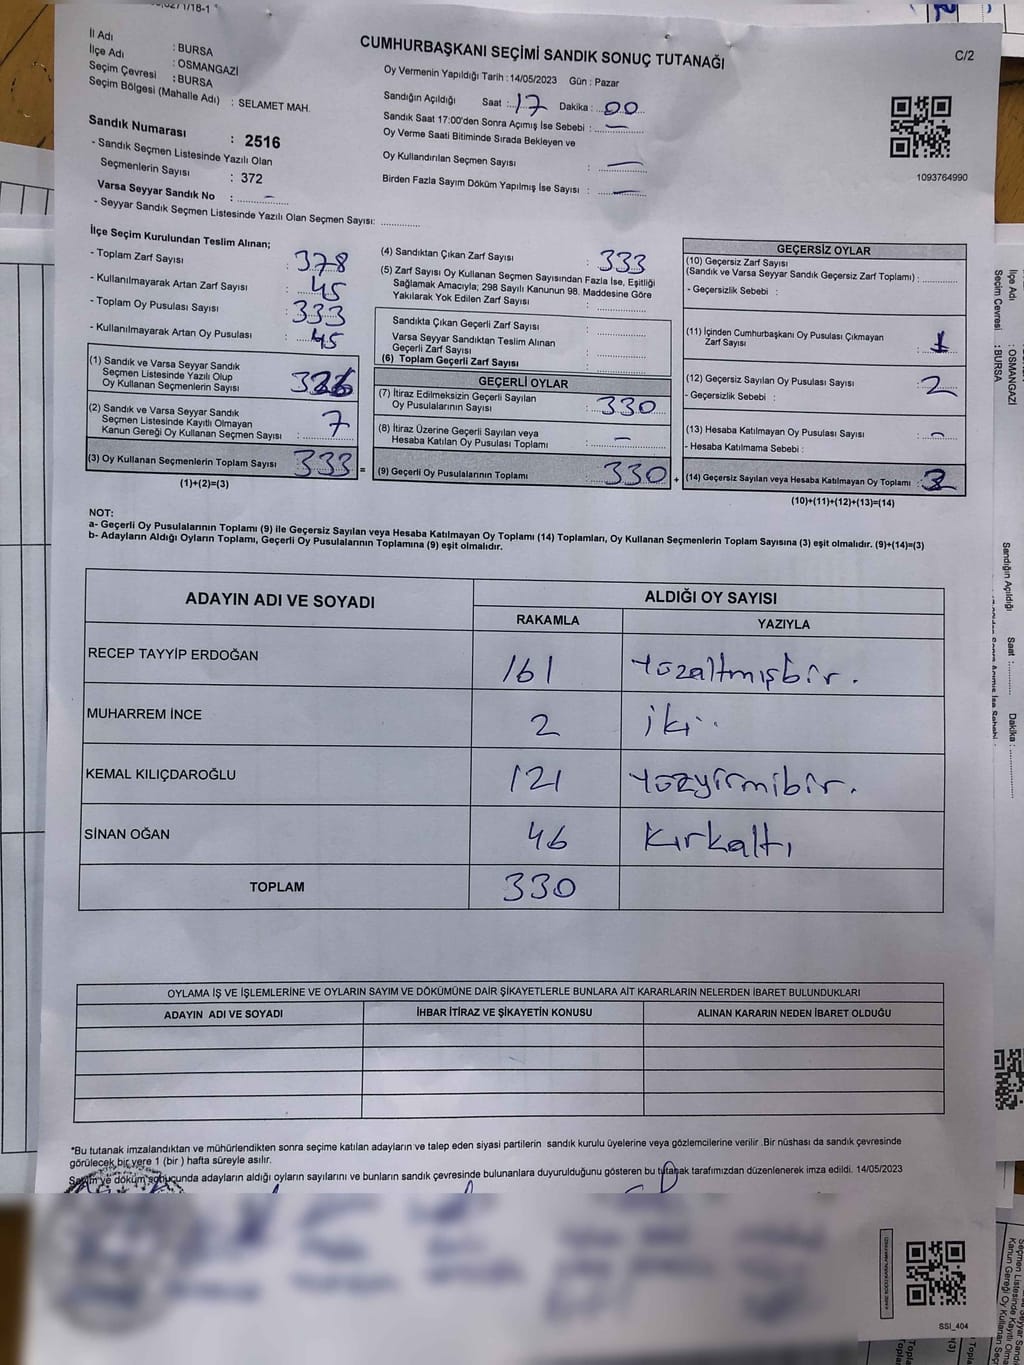 İl Adı : BURSA
İlçe Adı : OSMANGAZİ
Seçim Çevresi : BURSA
Seçim Bölgesi (Mahalle Adı) : SELAMET MAH.
CUMHURBAŞKANI SEÇİMİ SANDIK SONUÇ TUTANAĞI
C/2
Oy Vermenin Yapıldığı Tarih : 14/05/2023 Gün : Pazar
Sandığın Açıldığı Saat : 17 Dakika : 00
Sandık Saat 17:00'den Sonra Açımış İse Sebebi : —
Oy Verme Saati Bitiminde Sırada Bekleyen ve
Oy Kullandırılan Seçmen Sayısı : —
Birden Fazla Sayım Döküm Yapılmış İse Sayısı : —
1093764990
Sandık Numarası : 2516
- Sandık Seçmen Listesinde Yazılı Olan
Seçmenlerin Sayısı : 372
Varsa Seyyar Sandık No : –
- Seyyar Sandık Seçmen Listesinde Yazılı Olan Seçmen Sayısı: ............
İlçe Seçim Kurulundan Teslim Alınan;
- Toplam Zarf Sayısı : 378
- Kullanılmayarak Artan Zarf Sayısı : 45
- Toplam Oy Pusulası Sayısı : 333
- Kullanılmayarak Artan Oy Pusulası : 45
(1) Sandık ve Varsa Seyyar Sandık
Seçmen Listesinde Yazılı Olup
Oy Kullanan Seçmenlerin Sayısı : 326
(2) Sandık ve Varsa Seyyar Sandık
Seçmen Listesinde Kayıtlı Olmayan
Kanun Gereği Oy Kullanan Seçmen Sayısı : 7
(3) Oy Kullanan Seçmenlerin Toplam Sayısı : 333 =
(1)+(2)=(3)
(4) Sandıktan Çıkan Zarf Sayısı : 333
(5) Zarf Sayısı Oy Kullanan Seçmen Sayısından Fazla İse, Eşitliği
Sağlamak Amacıyla; 298 Sayılı Kanunun 98. Maddesine Göre
Yakılarak Yok Edilen Zarf Sayısı :
Sandıkta Çıkan Geçerli Zarf Sayısı :
Varsa Seyyar Sandıktan Teslim Alınan
Geçerli Zarf Sayısı :
(6) Toplam Geçerli Zarf Sayısı :
GEÇERLİ OYLAR
(7) İtiraz Edilmeksizin Geçerli Sayılan
Oy Pusulalarının Sayısı : 330
(8) İtiraz Üzerine Geçerli Sayılan veya
Hesaba Katılan Oy Pusulası Toplamı : –
(9) Geçerli Oy Pusulalarının Toplamı : 330 +
GEÇERSİZ OYLAR
(10) Geçersiz Zarf Sayısı
(Sandık ve Varsa Seyyar Sandık Geçersiz Zarf Toplamı) :
- Geçersizlik Sebebi :
(11) İçinden Cumhurbaşkanı Oy Pusulası Çıkmayan
Zarf Sayısı : 1
(12) Geçersiz Sayılan Oy Pusulası Sayısı : 2
- Geçersizlik Sebebi :
(13) Hesaba Katılmayan Oy Pusulası Sayısı : –
- Hesaba Katılmama Sebebi :
(14) Geçersiz Sayılan veya Hesaba Katılmayan Oy Toplamı : 3
(10)+(11)+(12)+(13)=(14)
NOT:
a- Geçerli Oy Pusulalarının Toplamı (9) ile Geçersiz Sayılan veya Hesaba Katılmayan Oy Toplamı (14) Toplamları, Oy Kullanan Seçmenlerin Toplam Sayısına (3) eşit olmalıdır. (9)+(14)=(3)
b- Adayların Aldığı Oyların Toplamı, Geçerli Oy Pusulalarının Toplamına (9) eşit olmalıdır.
ADAYIN ADI VE SOYADI ALDIĞI OY SAYISI
RAKAMLA YAZIYLA
RECEP TAYYİP ERDOĞAN 161 Yüzaltmışbir.
MUHARREM İNCE 2 iki..
KEMAL KILIÇDAROĞLU 121 Yüzyirmibir.
SİNAN OĞAN 46 Kırkaltı
TOPLAM 330
OYLAMA İŞ VE İŞLEMLERİNE VE OYLARIN SAYIM VE DÖKÜMÜNE DAİR ŞİKAYETLERLE BUNLARA AİT KARARLARIN NELERDEN İBARET BULUNDUKLARI
ADAYIN ADI VE SOYADI İHBAR İTİRAZ VE ŞİKAYETİN KONUSU ALINAN KARARIN NEDEN İBARET OLDUĞU
*Bu tutanak imzalandıktan ve mühürlendikten sonra seçime katılan adayların ve talep eden siyasi partilerin sandık kurulu üyelerine veya gözlemcilerine verilir .Bir nüshası da sandık çevresinde
görülecek bir yere 1 (bir ) hafta süreyle asılır.
Sayım ve döküm sonucunda adayların aldığı oyların sayılarını ve bunların sandık çevresinde bulunanlara duyurulduğunu gösteren bu tutanak tarafımızdan düzenlenerek imza edildi. 14/05/2023
SSI_404
İlçe Adı : OSMANGAZİ
Seçim Çevresi : BURSA
Sandığın Açıldığı Saat : Dakika :